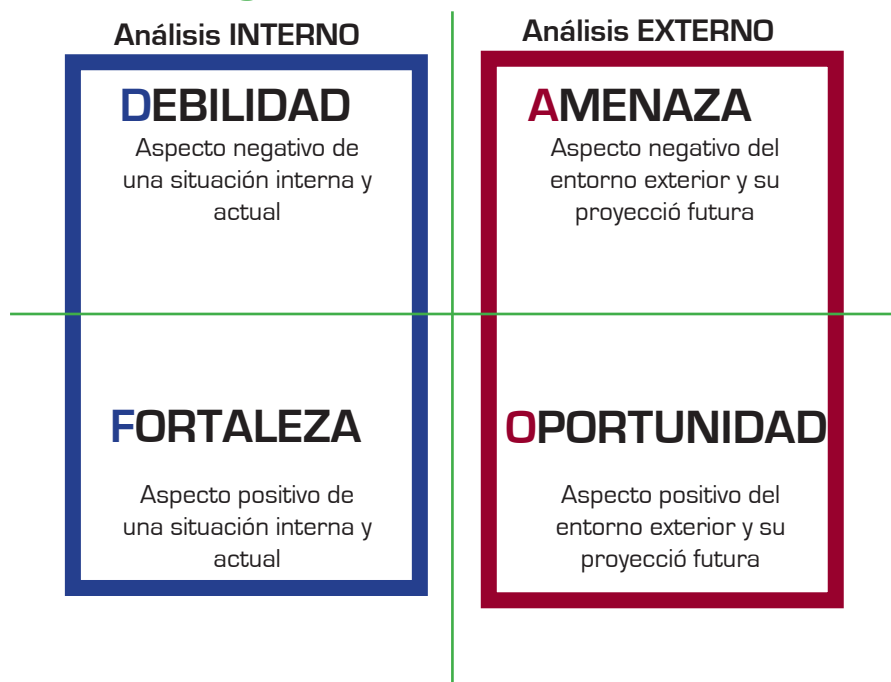 Análisis INTERNO
DEBILIDAD
Aspecto negativo de
una situación interna y
actual
FORTALEZA
Aspecto positivo de
una situación interna y
actual
Análisis EXTERNO
AMENAZA
Aspecto negativo del
entorno exterior y su
proyecció futura
OPORTUNIDAD
Aspecto positivo del
entorno exterior y su
proyecció futura